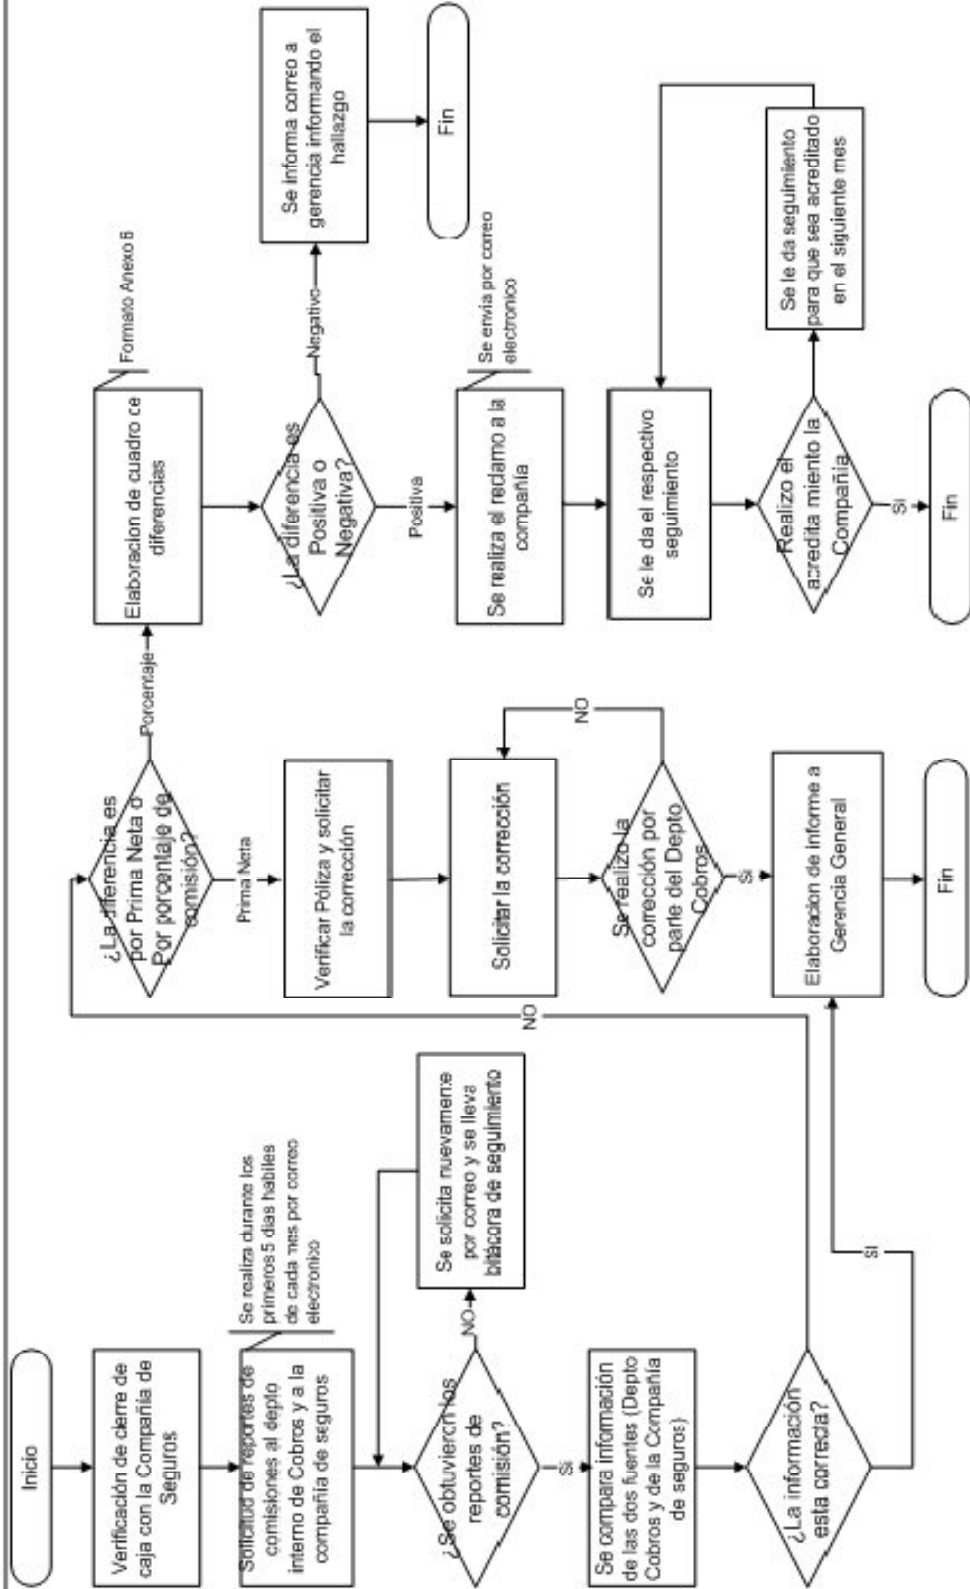 Inicio
Verificación de cierre de
caja con la Compañia de
Seguros
Solicitud de reportes de
comisiones al depto
interno de Cobros y a la
compañía de seguros
Se realiza durante los
primeros 5 dias habiles
de cada mes por correo
electronico
¿Se obtuvieron los
reportes de
comisión?
NO
Se solicita nuevamente
por correo y se lleva
bitácora de seguimiento
Si
Se compara información
de las dos fuentes (Depto
Cobros y de la Compañía
de seguros)
¿La información
esta correcta?
NO
SI
¿La diferencia es
por Prima Neta o
Por porcentaje de
comisión?
Porcentaje
Prima Neta
Verificar Póliza y solicitar
la corrección
Solicitar la corrección
Se realizo la
corrección por
parte del Depto
Cobros
NO
Si
Elaboracion de informe a
Gerencia General
Fin
Elaboracion de cuadro de
diferencias
Formato Anexo 6
¿La diferencia es
Positiva o
Negativa?
Negativo
Se informa correo a
gerencia informando el
hallazgo
Fin
Positiva
Se realiza el reclamo a la
compañía
Se envia por correo
electronico
Se le da el respectivo
seguimiento
Realizo el
acredita miento la
Compañía
Se le da seguimiento
para que sea acreditado
en el siguiente mes
Si
Fin